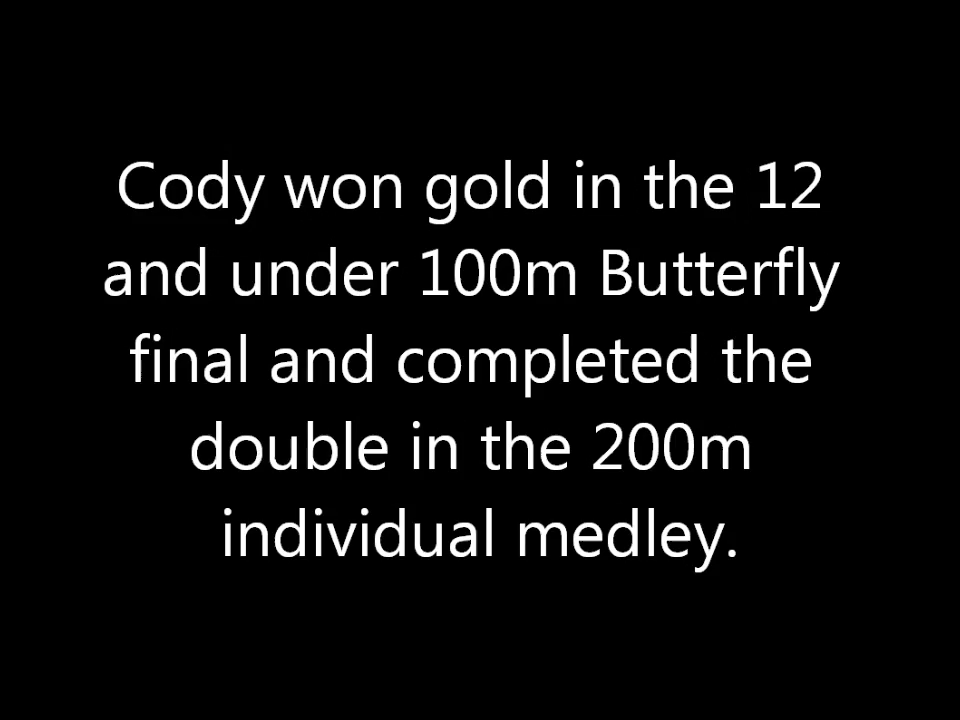 Cody won gold in the 12
and under 100m Butterfly
final and completed the
double in the 200m
individual medley.